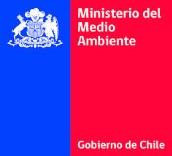 Ministerio del
Medio
Ambiente
Gobierno de Chile